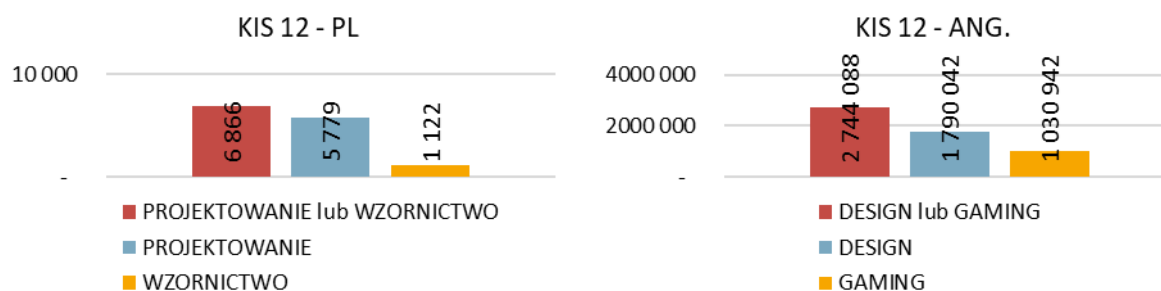 KIS 12 - PL
10 000
6 866
5 779
1 122
-
PROJEKTOWANIE lub WZORNICTWO
PROJEKTOWANIE
WZORNICTWO
KIS 12 - ANG.
4000 000
2000 000
2 744 088
1 790 042
1 030 942
-
DESIGN lub GAMING
DESIGN
GAMING